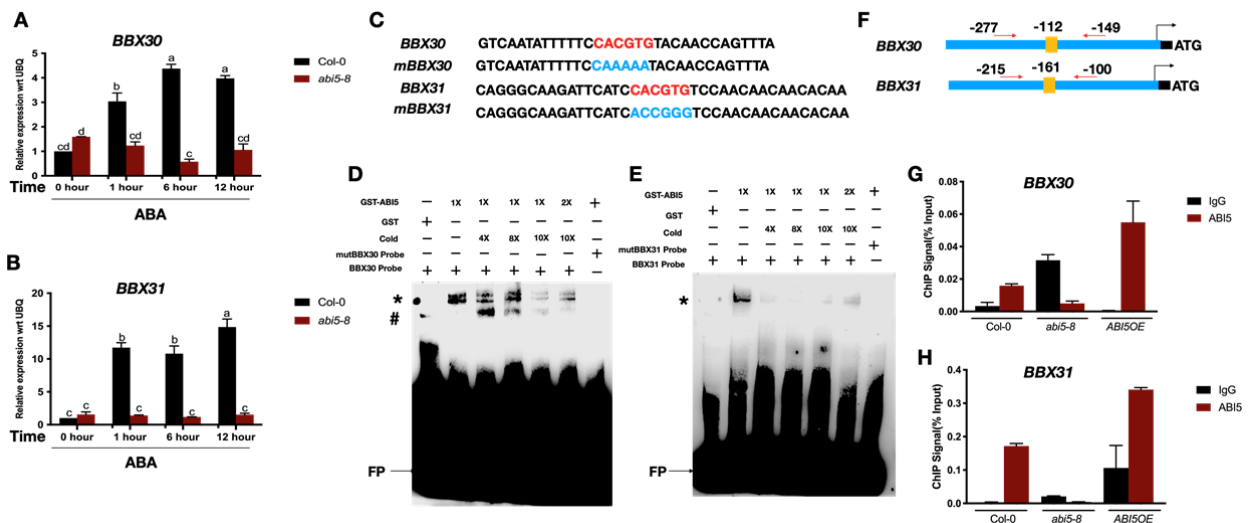 A
BBX30
Relative expression wrt UBQ
5
4
3
2
1
0
cd
d
b
cd
a
c
a
cd
Col-0
abi5-8
Time
0 hour
1 hour
6 hour
12 hour
ABA
B
BBX31
Relative expression wrt UBQ
20
15
10
5
0
c
c
b
c
b
c
a
c
Col-0
abi5-8
Time
0 hour
1 hour
6 hour
12 hour
ABA
C
BBX30 GTCAATATTTTTCCACGTGTACAACCAGTTTA
mBBX30 GTCAATATTTTTCCAAAAATACAACCAGTTTA
BBX31 CAGGGCAAGATTCATCCACGTGTCCAACAACAACACAA
mBBX31 CAGGGCAAGATTCATCACCGGGTCCAACAACAACACAA
D
GST-ABI5 – 1X 1X 1X 1X 2X +
GST + – – – – – –
Cold – – 4X 8X 10X 10X –
mutBBX30 Probe – – – – – – +
BBX30 Probe + + + + + + –
*
#
FP
E
GST-ABI5 – 1X 1X 1X 1X 2X +
GST + – – – – – –
Cold – – 4X 8X 10X 10X –
mutBBX31 Probe – – – – – – +
BBX31 Probe + + + + + + –
*
FP
F
-277 -112 -149
BBX30 ATG
-215 -161 -100
BBX31 ATG
G
BBX30
ChIP Signal(% Input)
0.08
0.06
0.04
0.02
0.00
IgG
ABI5
Col-0
abi5-8
ABI5OE
H
BBX31
ChIP Signal(% Input)
0.4
0.3
0.2
0.1
0.0
IgG
ABI5
Col-0
abi5-8
ABI5OE